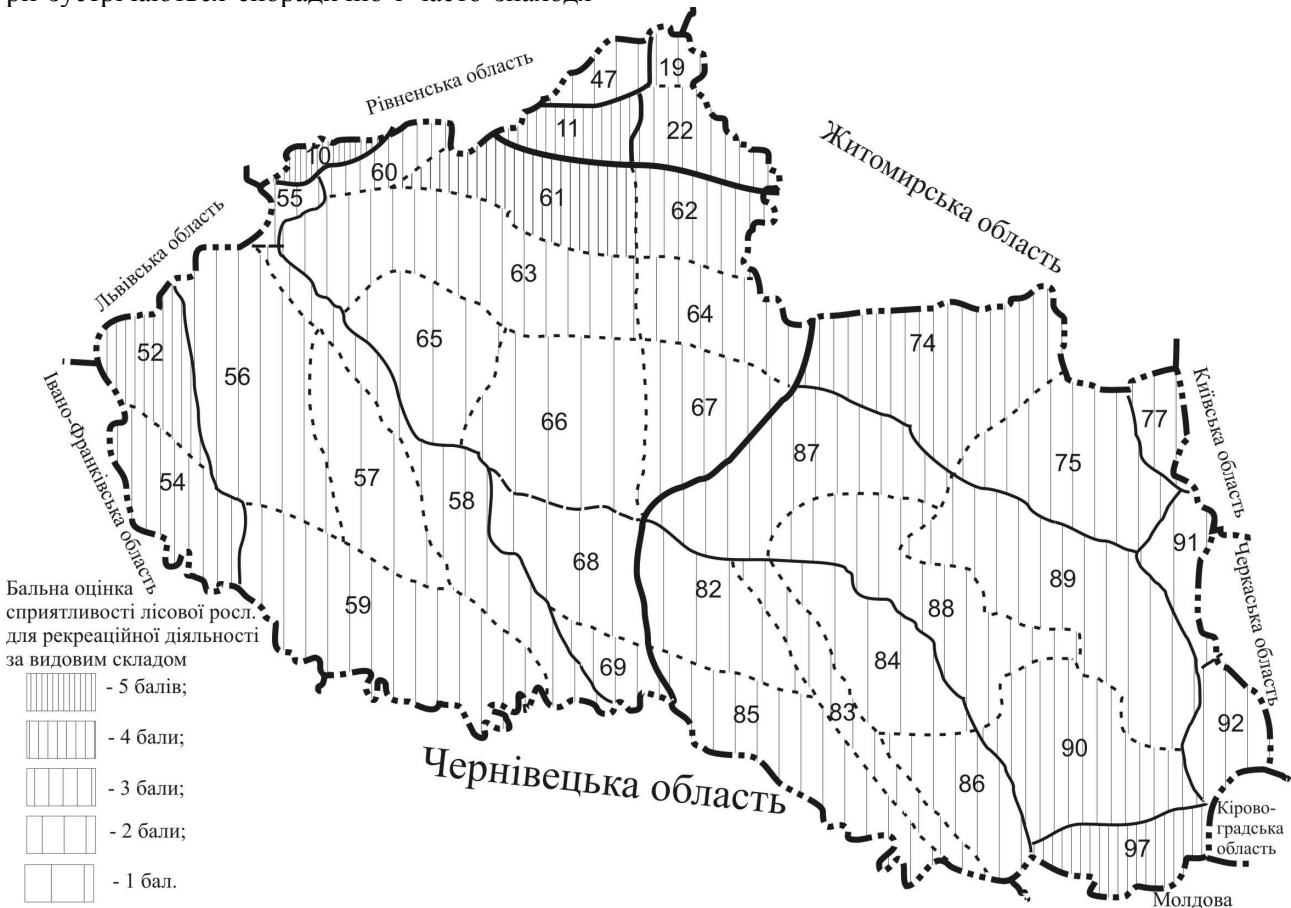 ри зустрічаються спорадично і часто знаходя-
Рівненська область
47
19
11
22
10
60
Житомирська область
55
61
62
Львівська область
63
64
52
56
65
74
Івано-Франківська область
66
67
77
Київська область
87
75
54
57
58
91
68
89
Черкаська область
82
88
59
84
69
85
83
90
92
86
97
Бальна оцінка
сприятливості лісової росл.
для рекреаційної діяльності
за видовим складом
- 5 балів;
- 4 бали;
- 3 бали;
- 2 бали;
- 1 бал.
Чернівецька область
Кірово-
градська
область
Молдова